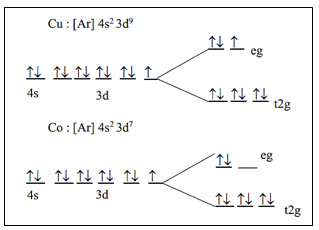 Cu : [Ar] 4s² 3d⁹
↑↓ ↑
eg
↑↓ ↑↓ ↑↓ ↑↓ ↑↓ ↑
4s
3d
↑↓ ↑↓ ↑↓
t2g
Co : [Ar] 4s² 3d⁷
↑↓
eg
↑↓ ↑↓ ↑↓ ↑↓ ↑↓ ↑
4s
3d
↑↓ ↑↓ ↑↓
t2g